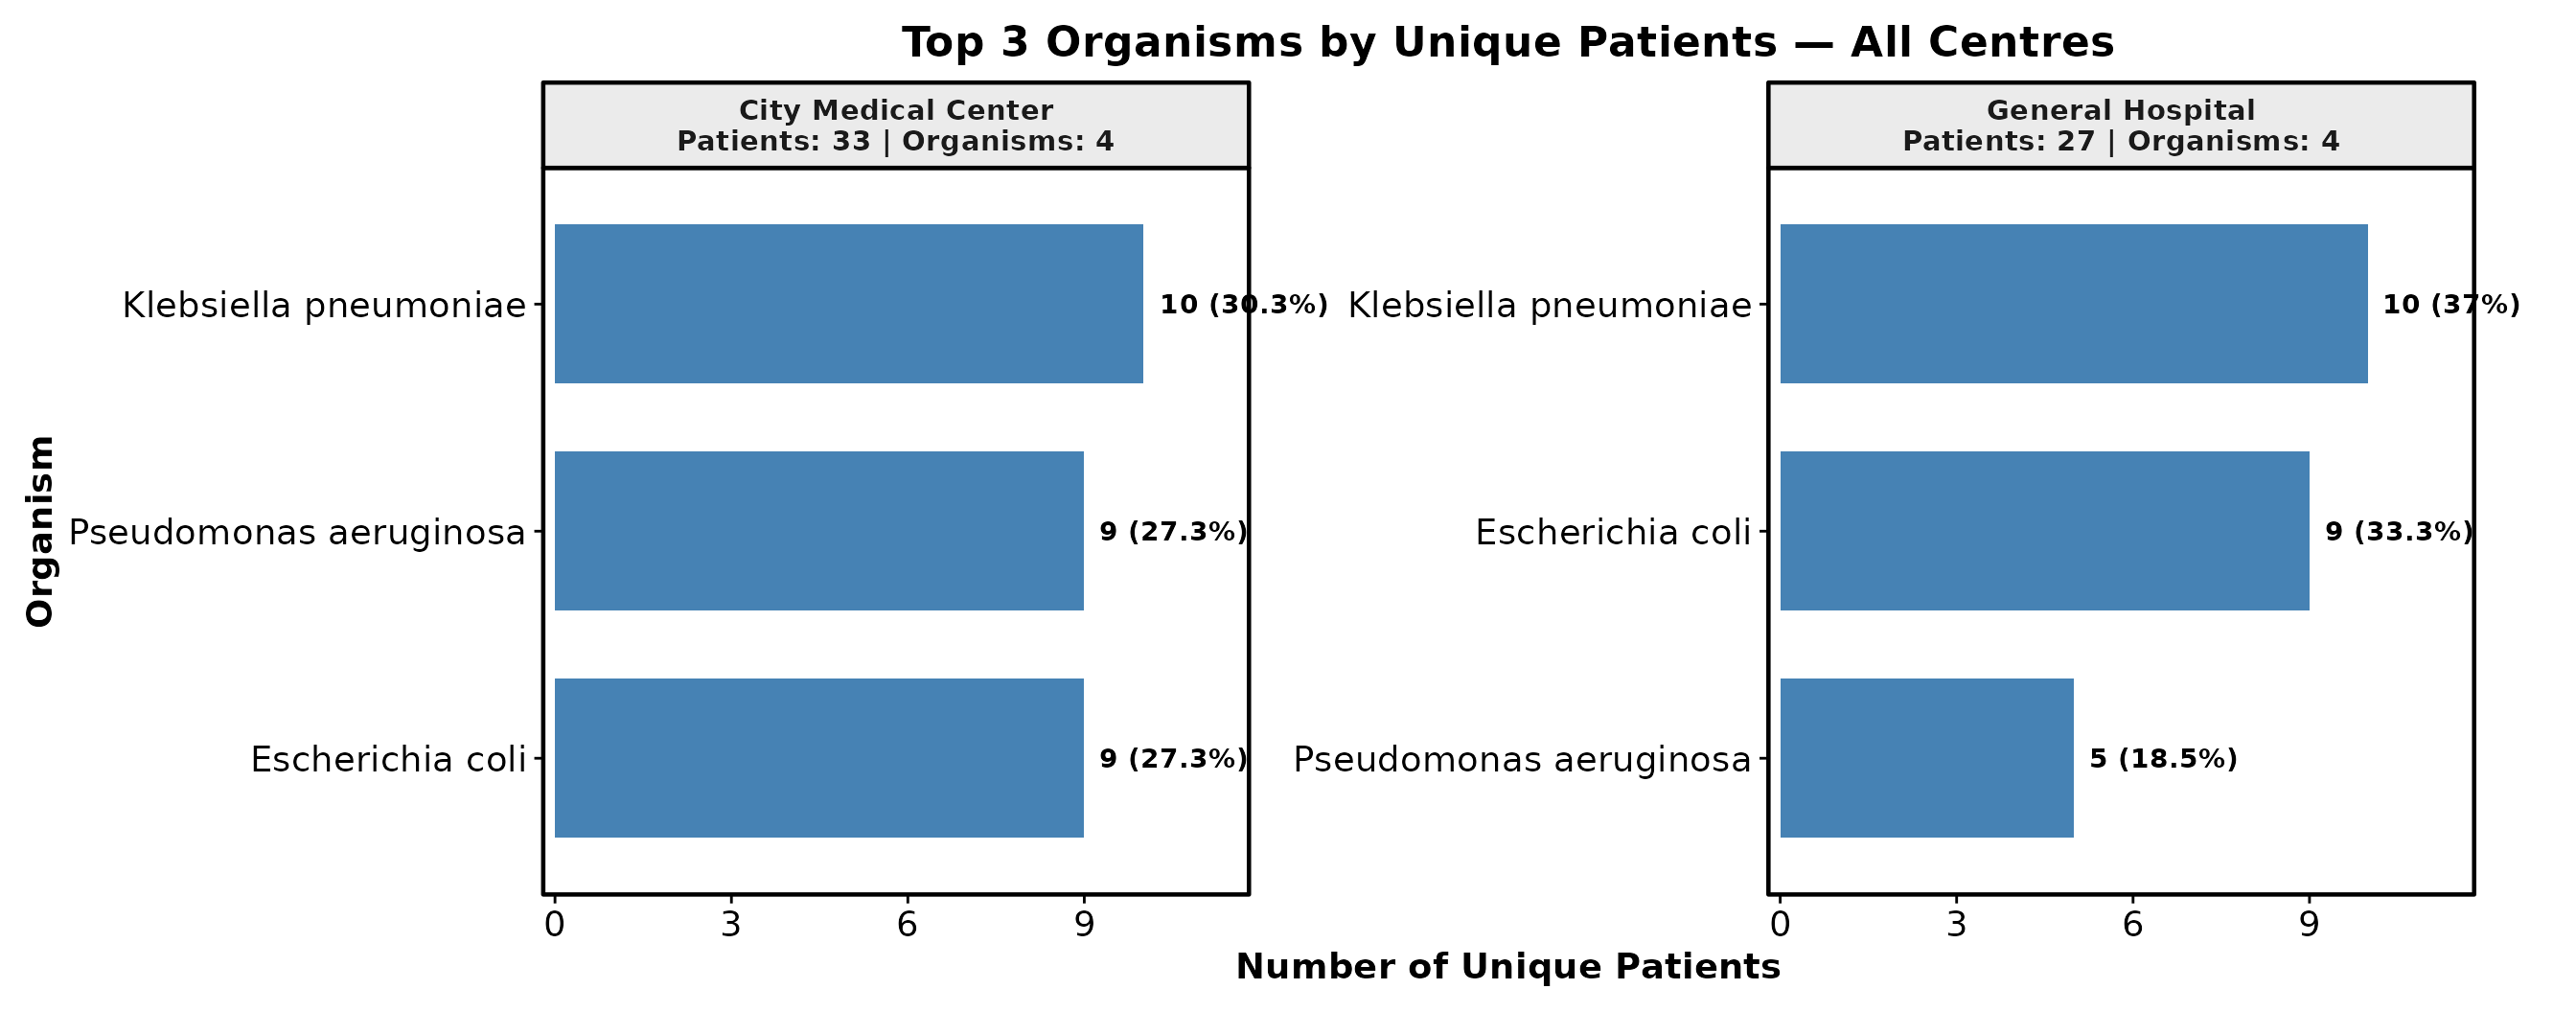 Top 3 Organisms by Unique Patients — All Centres
City Medical Center
Patients: 33 | Organisms: 4
General Hospital
Patients: 27 | Organisms: 4
Organism
Klebsiella pneumoniae
10 (30.3%)
Pseudomonas aeruginosa
9 (27.3%)
Escherichia coli
9 (27.3%)
0 3 6 9
Klebsiella pneumoniae
10 (37%)
Escherichia coli
9 (33.3%)
Pseudomonas aeruginosa
5 (18.5%)
0 3 6 9
Number of Unique Patients